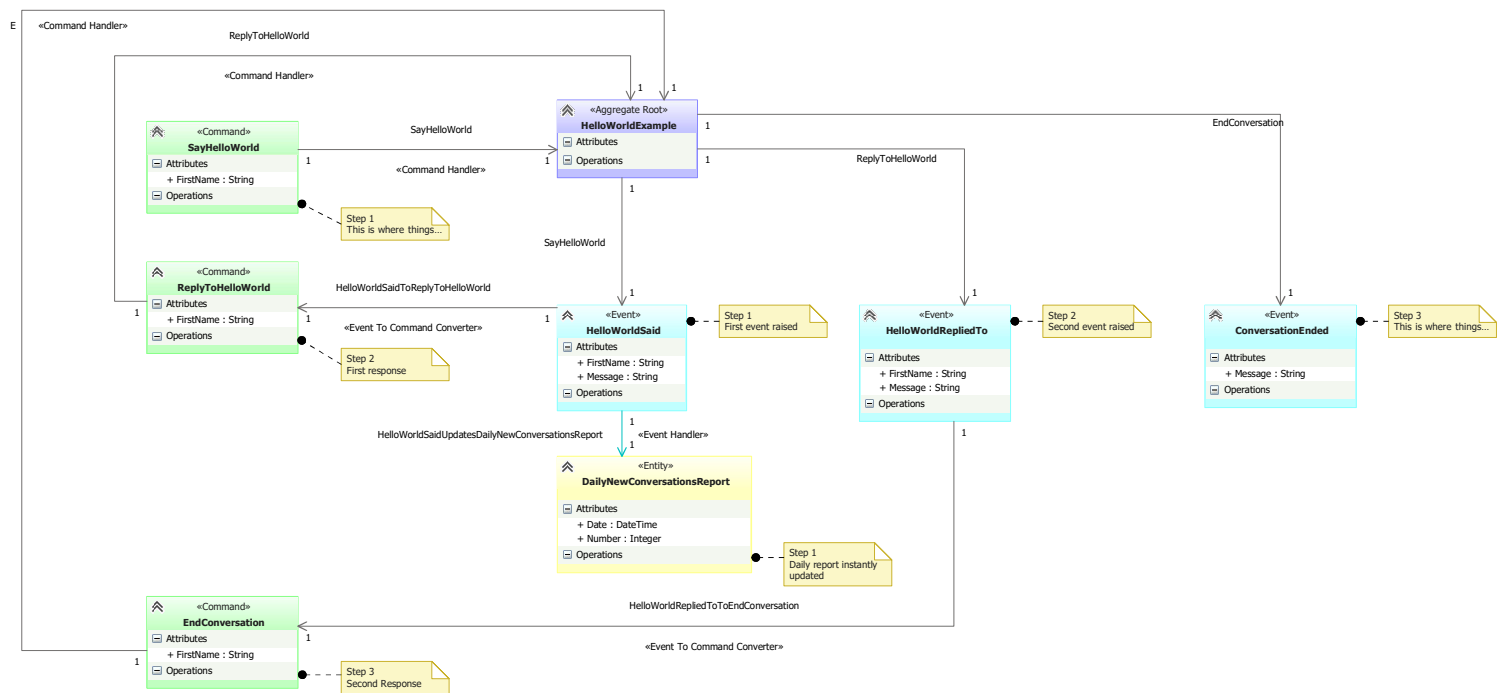 E
«Command Handler»
ReplyToHelloWorld
«Command Handler»
1
1
«Aggregate Root»
HelloWorldExample
Attributes
Operations
1
1
1
EndConversation
ReplyToHelloWorld
«Command»
SayHelloWorld
Attributes
+ FirstName : String
Operations
SayHelloWorld
1
1
«Command Handler»
Step 1
This is where things...
SayHelloWorld
«Command»
ReplyToHelloWorld
Attributes
+ FirstName : String
Operations
1
HelloWorldSaidToReplyToHelloWorld
1
1
«Event To Command Converter»
Step 2
First response
1
«Event»
HelloWorldSaid
Attributes
+ FirstName : String
+ Message : String
Operations
Step 1
First event raised
1
«Event»
HelloWorldRepliedTo
Attributes
+ FirstName : String
+ Message : String
Operations
Step 2
Second event raised
1
«Event»
ConversationEnded
Attributes
+ Message : String
Operations
Step 3
This is where things...
1
HelloWorldSaidUpdatesDailyNewConversationsReport
«Event Handler»
1
1
«Entity»
DailyNewConversationsReport
Attributes
+ Date : DateTime
+ Number : Integer
Operations
Step 1
Daily report instantly
updated
«Command»
EndConversation
Attributes
+ FirstName : String
Operations
1
1
HelloWorldRepliedToToEndConversation
«Event To Command Converter»
Step 3
Second Response